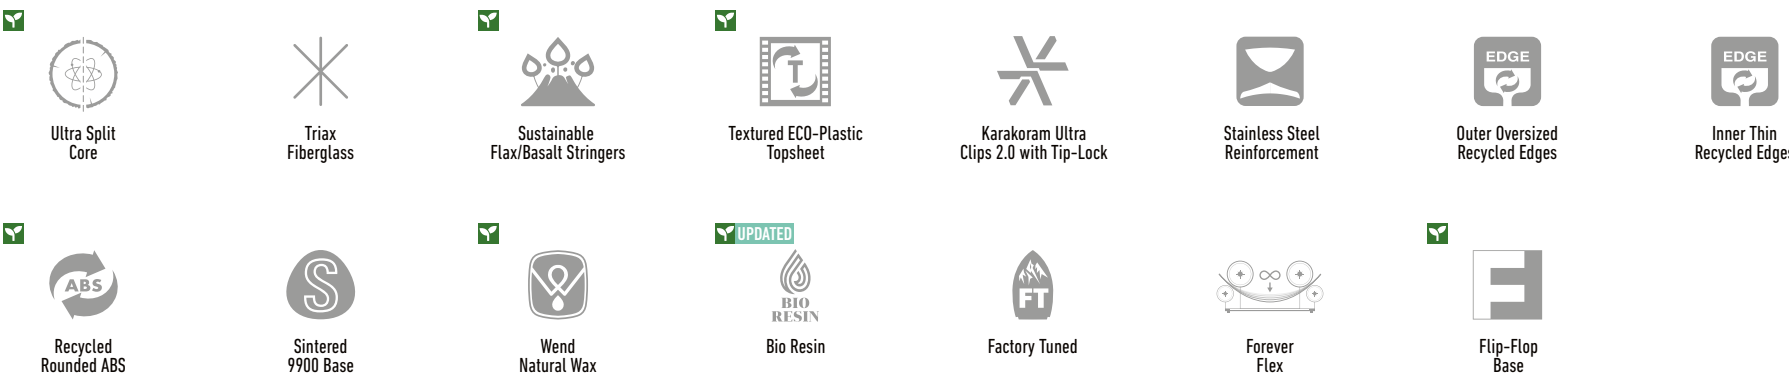 Ultra Split
Core
Triax
Fiberglass
Sustainable
Flax/Basalt Stringers
T
Textured ECO-Plastic
Topsheet
Karakoram Ultra
Clips 2.0 with Tip-Lock
Stainless Steel
Reinforcement
EDGE
Outer Oversized
Recycled Edges
EDGE
Inner Thin
Recycled Edges
ABS
Recycled
Rounded ABS
S
Sintered
9900 Base
Wend
Natural Wax
UPDATED
BIO
RESIN
Bio Resin
FT
Factory Tuned
Forever
Flex
F
Flip-Flop
Base